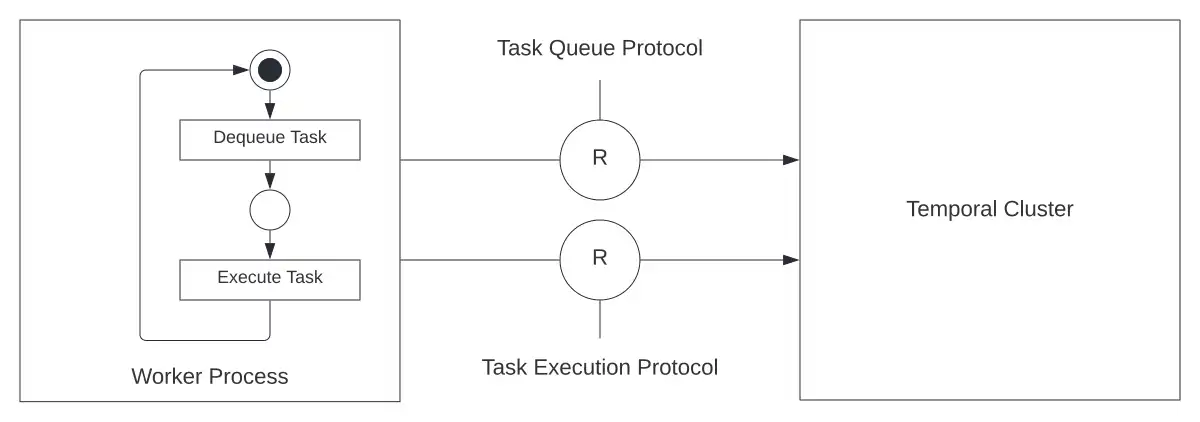 Task Queue Protocol
Dequeue Task
R
Temporal Cluster
R
Execute Task
Task Execution Protocol
Worker Process